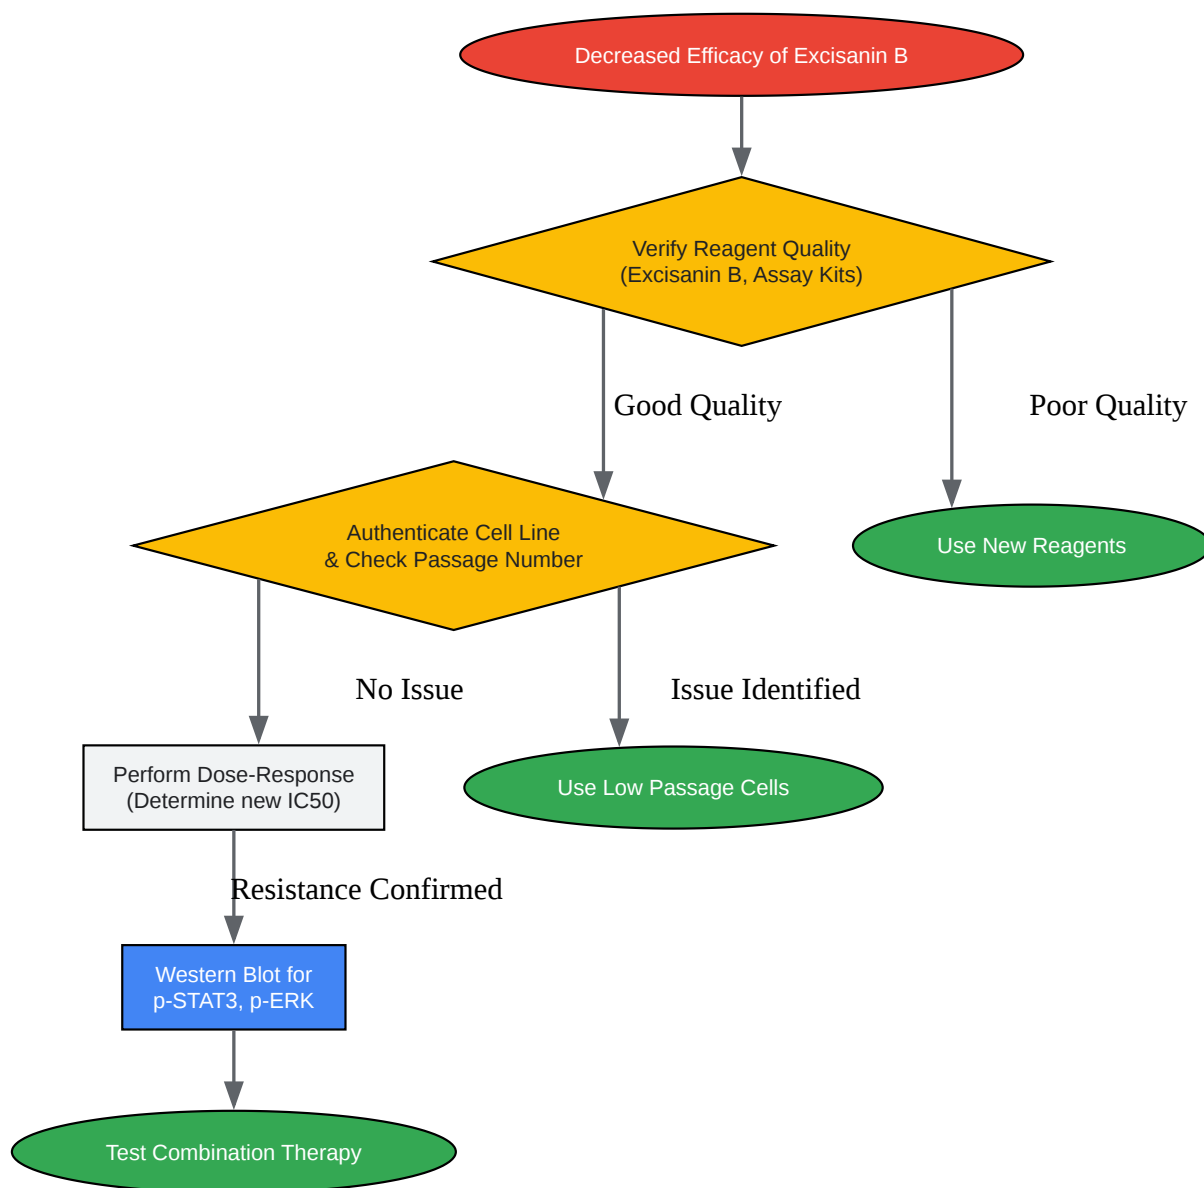 Decreased Efficacy of Excisanin B
Verify Reagent Quality
(Excisanin B, Assay Kits)
Good Quality
Poor Quality
Authenticate Cell Line
& Check Passage Number
Use New Reagents
No Issue
Issue Identified
Perform Dose-Response
(Determine new IC50)
Use Low Passage Cells
Resistance Confirmed
Western Blot for
p-STAT3, p-ERK
Test Combination Therapy